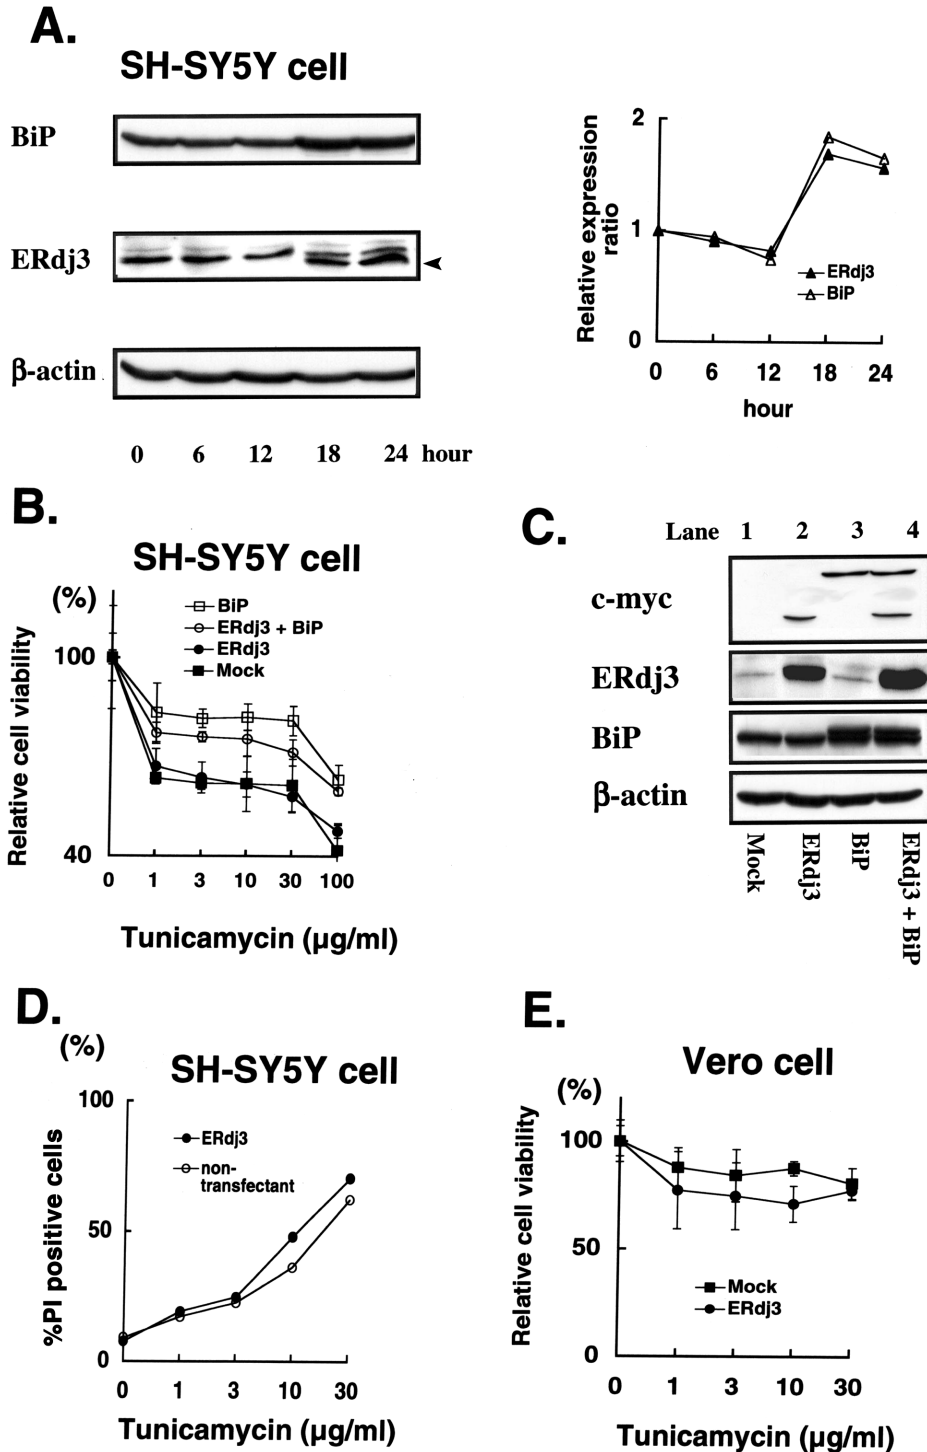 A.
SH-SY5Y cell
BiP
ERdj3
β-actin
0 6 12 18 24 hour
Relative expression
ratio
2
1
0
ERdj3
BiP
0 6 12 18 24
hour
B.
SH-SY5Y cell
(%)
Relative cell viability
100
40
BiP
ERdj3 + BiP
ERdj3
Mock
0 1 3 10 30 100
Tunicamycin (µg/ml)
C.
Lane 1 2 3 4
c-myc
ERdj3
BiP
β-actin
Mock
ERdj3
BiP
ERdj3 + BiP
D.
(%)
SH-SY5Y cell
%PI positive cells
100
50
0
ERdj3
non-
transfectant
0 1 3 10 30
Tunicamycin (µg/ml)
E.
Vero cell
(%)
Relative cell viability
100
50
0
Mock
ERdj3
0 1 3 10 30
Tunicamycin (µg/ml)